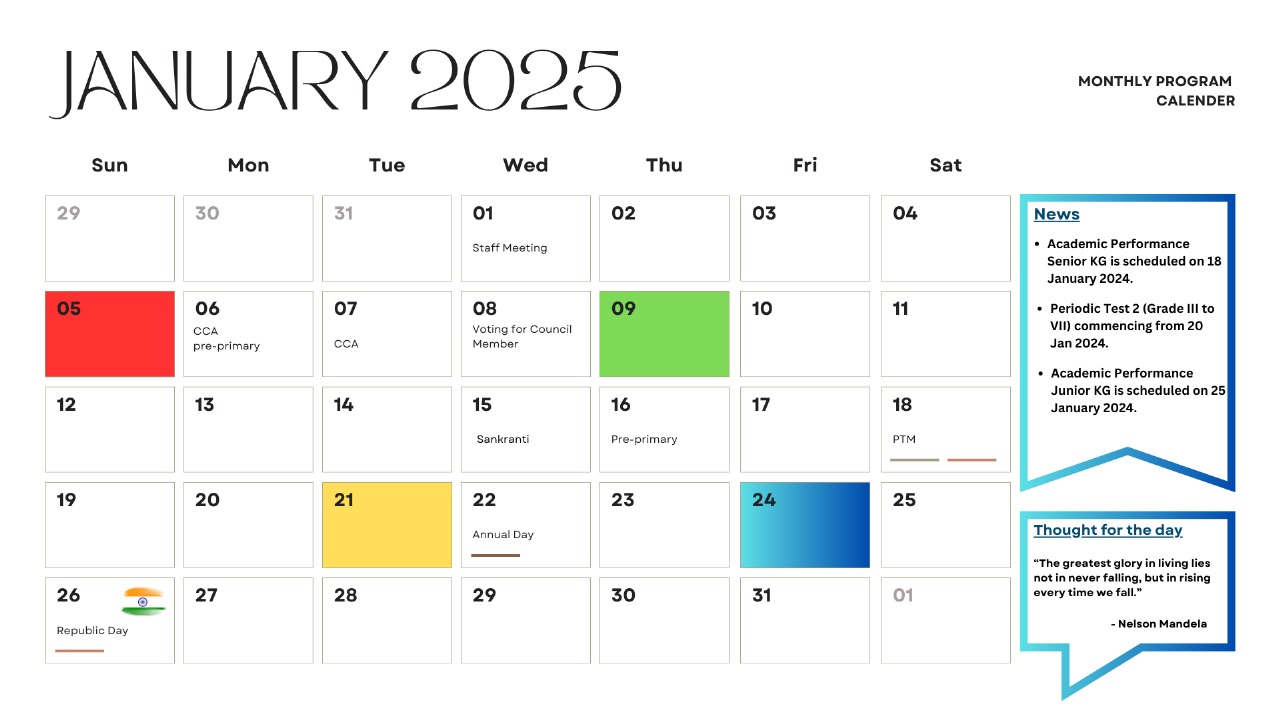 JANUARY 2025
MONTHLY PROGRAM
CALENDER
Sun Mon Tue Wed Thu Fri Sat
29 30 31 01 02 03 04
Staff Meeting
05 06 07 08 09 10 11
CCA
pre-primary
CCA
Voting for Council
Member
12 13 14 15 16 17 18
Sankranti
Pre-primary
PTM
19 20 21 22 23 24 25
Annual Day
26 27 28 29 30 31 01
Republic Day
News
• Academic Performance
Senior KG is scheduled on 18
January 2024.
• Periodic Test 2 (Grade III to
VII) commencing from 20
Jan 2024.
• Academic Performance
Junior KG is scheduled on 25
January 2024.
Thought for the day
“The greatest glory in living lies
not in never falling, but in rising
every time we fall.”
- Nelson Mandela